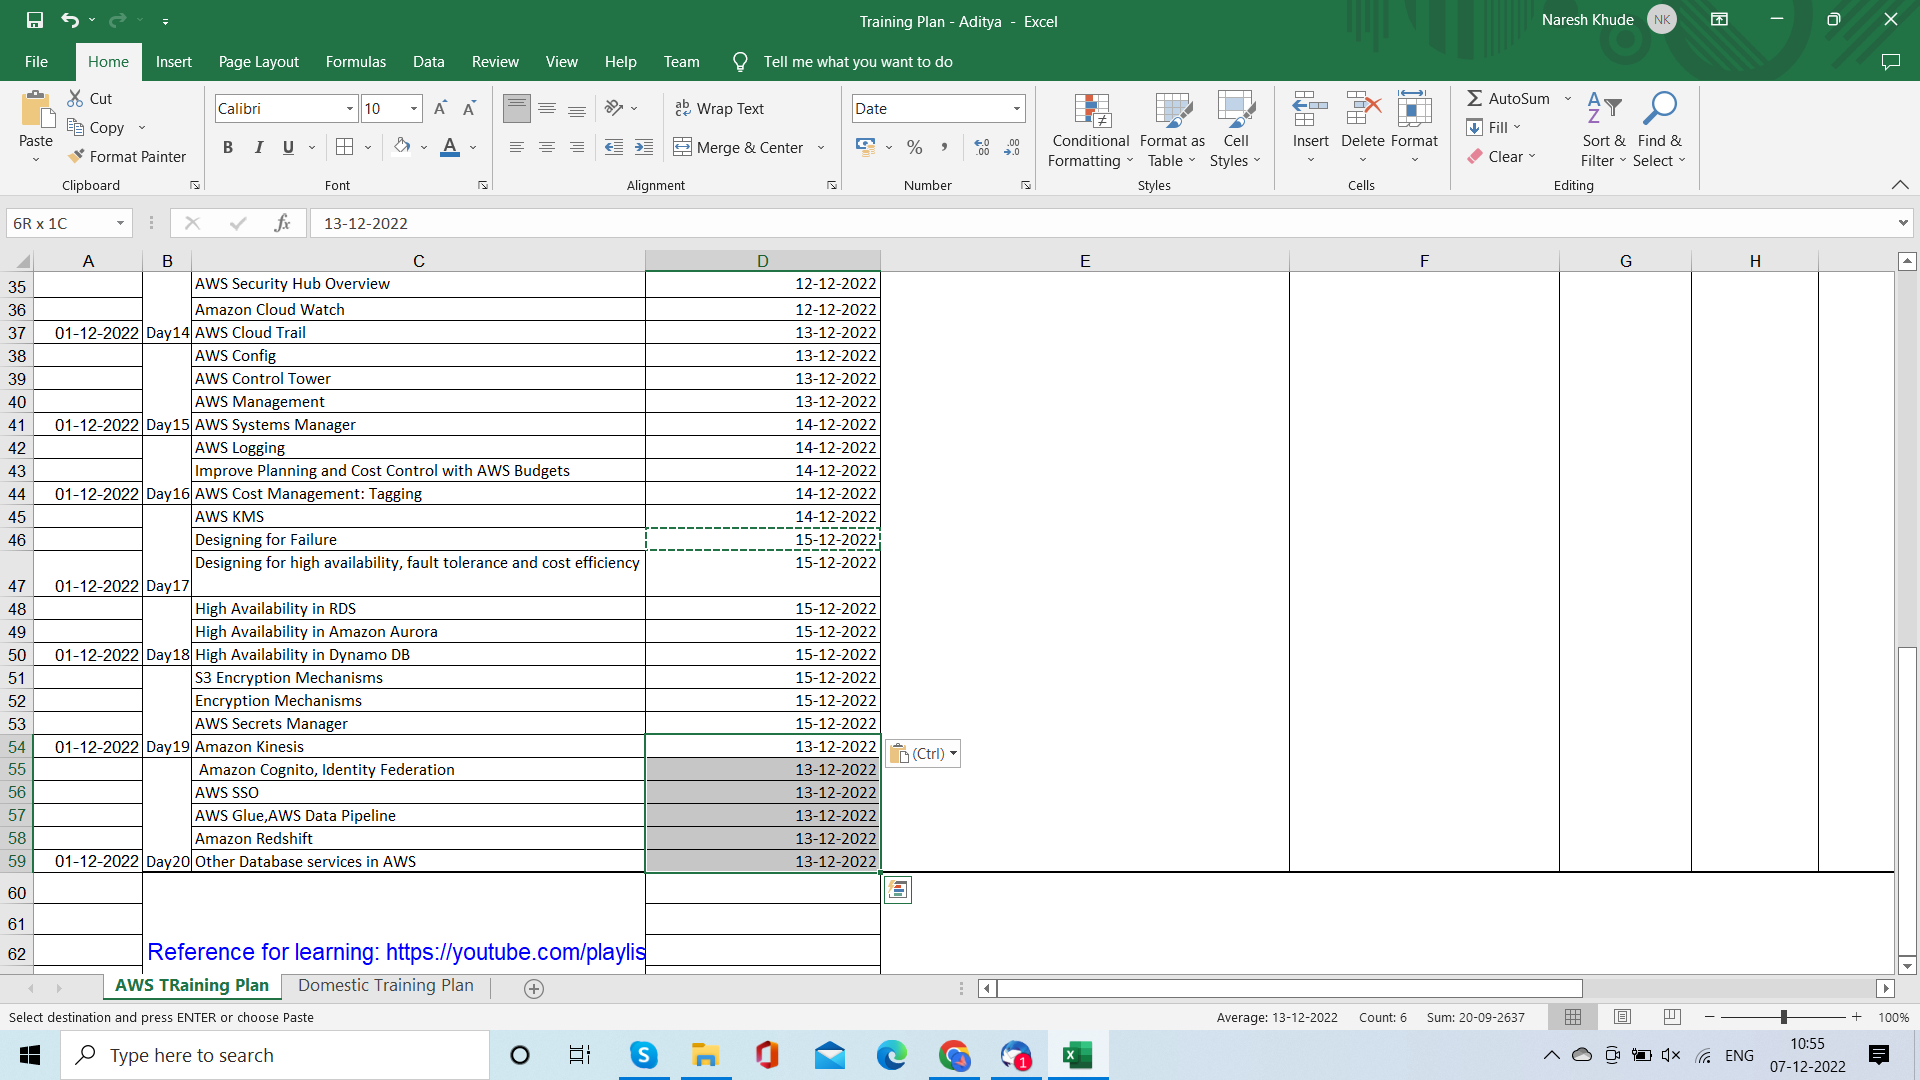 Training Plan - Aditya - Excel
Naresh Khude NK
File Home Insert Page Layout Formulas Data Review View Help Team Tell me what you want to do
Paste
Cut
Copy
Format Painter
Clipboard
Calibri 10
B I U
Font
Wrap Text
Merge & Center
Alignment
Date
Number
Conditional Formatting
Format as Table
Cell Styles
Styles
Insert Delete Format
Cells
AutoSum
Fill
Clear
Sort & Filter
Find & Select
Editing
6R x 1C fx 13-12-2022
A B C D E F G H
35 AWS Security Hub Overview 12-12-2022
36 Amazon Cloud Watch 12-12-2022
37 01-12-2022 Day14 AWS Cloud Trail 13-12-2022
38 AWS Config 13-12-2022
39 AWS Control Tower 13-12-2022
40 AWS Management 13-12-2022
41 01-12-2022 Day15 AWS Systems Manager 14-12-2022
42 AWS Logging 14-12-2022
43 Improve Planning and Cost Control with AWS Budgets 14-12-2022
44 01-12-2022 Day16 AWS Cost Management: Tagging 14-12-2022
45 AWS KMS 14-12-2022
46 Designing for Failure 15-12-2022
47 01-12-2022 Day17 Designing for high availability, fault tolerance and cost efficiency 15-12-2022
48 High Availability in RDS 15-12-2022
49 High Availability in Amazon Aurora 15-12-2022
50 01-12-2022 Day18 High Availability in Dynamo DB 15-12-2022
51 S3 Encryption Mechanisms 15-12-2022
52 Encryption Mechanisms 15-12-2022
53 AWS Secrets Manager 15-12-2022
54 01-12-2022 Day19 Amazon Kinesis 13-12-2022 (Ctrl)
55 Amazon Cognito, Identity Federation 13-12-2022
56 AWS SSO 13-12-2022
57 AWS Glue,AWS Data Pipeline 13-12-2022
58 Amazon Redshift 13-12-2022
59 01-12-2022 Day20 Other Database services in AWS 13-12-2022
60
61
62 Reference for learning: https://youtube.com/playlis
AWS TRaining Plan Domestic Training Plan
Select destination and press ENTER or choose Paste Average: 13-12-2022 Count: 6 Sum: 20-09-2637 100%
Type here to search
1
ENG
10:55
07-12-2022